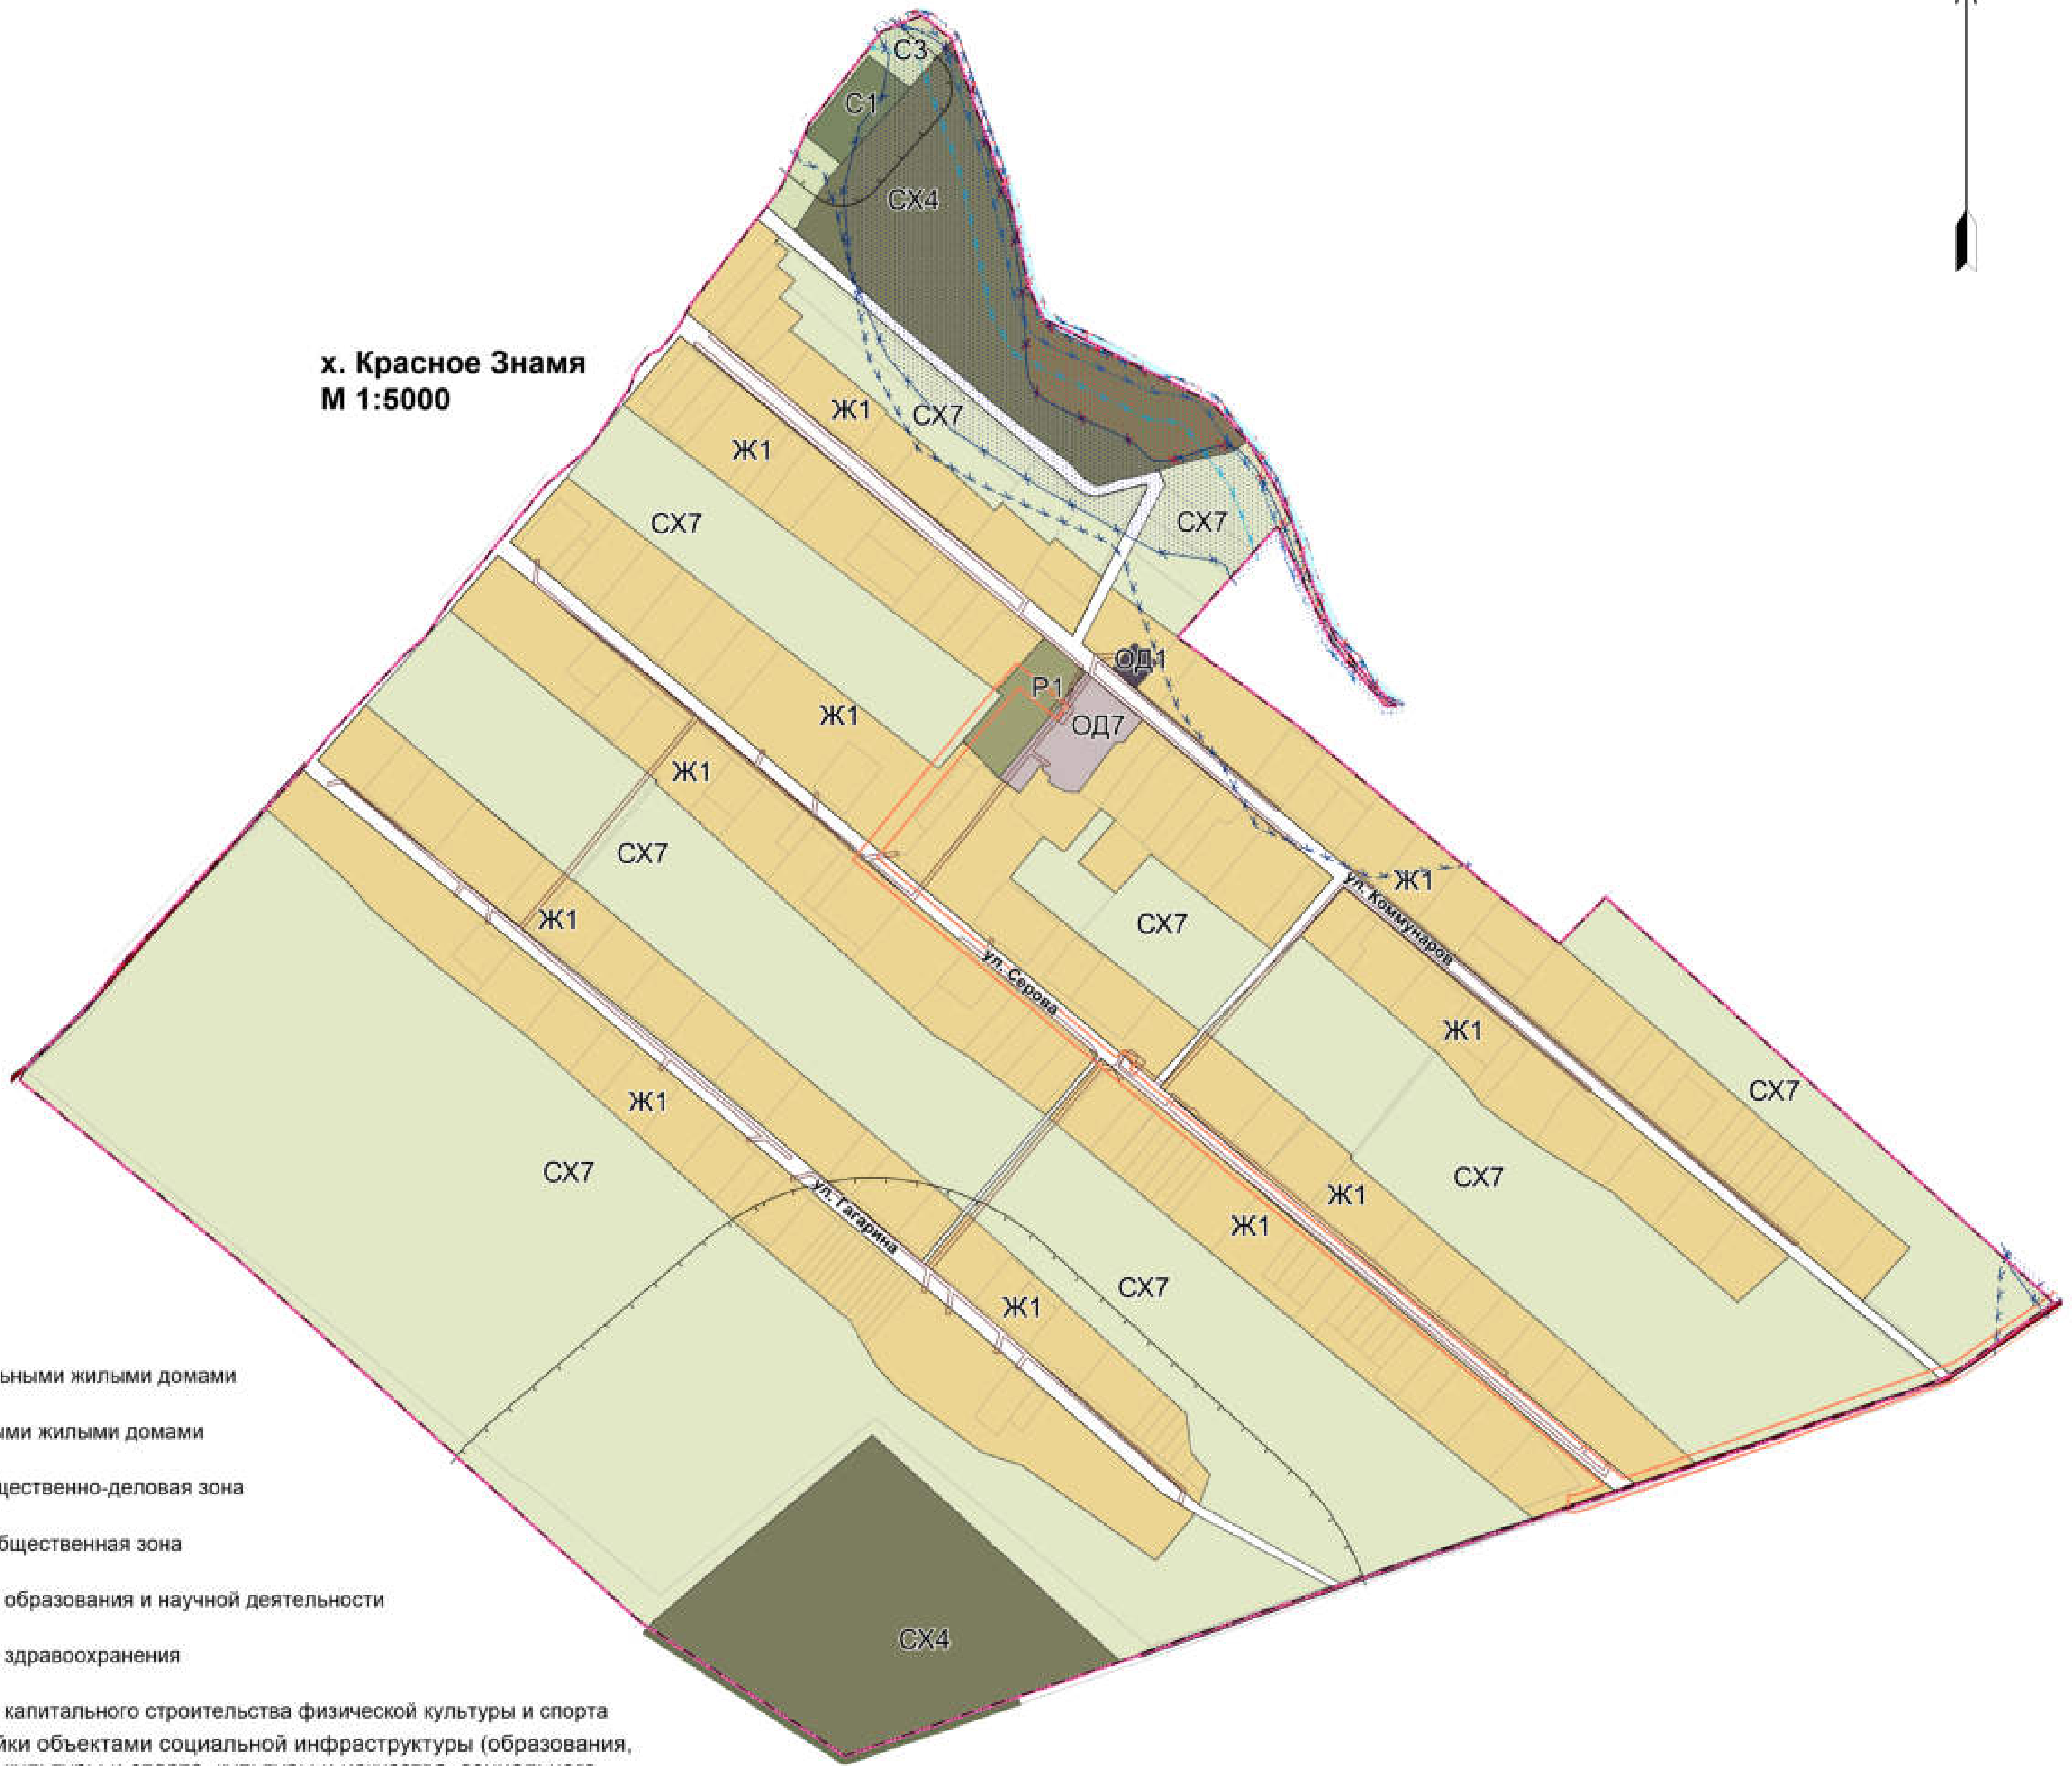 С3
С1
СХ4
х. Красное Знамя
М 1:5000
Ж1
СХ7
Ж1
СХ7
СХ7
ОД1
Р1
Ж1
ОД7
Ж1
СХ7
Ж1
ул. Коммунаров
Ж1
СХ7
ул. Серова
Ж1
СХ7
Ж1
СХ7
СХ7
Ж1
ул. Гагарина
Ж1
СХ7
Ж1
ьными жилыми домами
ыми жилыми домами
щественно-деловая зона
бщественная зона
образования и научной деятельности
СХ4
здравоохранения
капитального строительства физической культуры и спорта
йки объектами социальной инфраструктуры (образования,